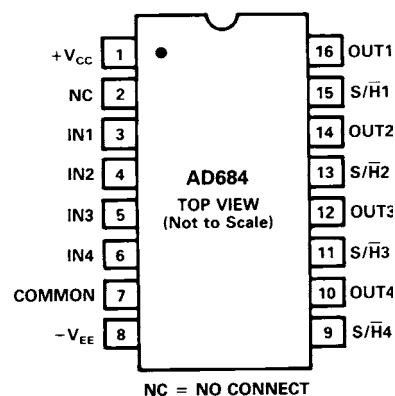 +V_CC 1
NC 2
IN1 3
IN2 4
IN3 5
IN4 6
COMMON 7
−V_EE 8
AD684
TOP VIEW
(Not to Scale)
16 OUT1
15 S/H̅1
14 OUT2
13 S/H̅2
12 OUT3
11 S/H̅3
10 OUT4
9 S/H̅4
NC = NO CONNECT